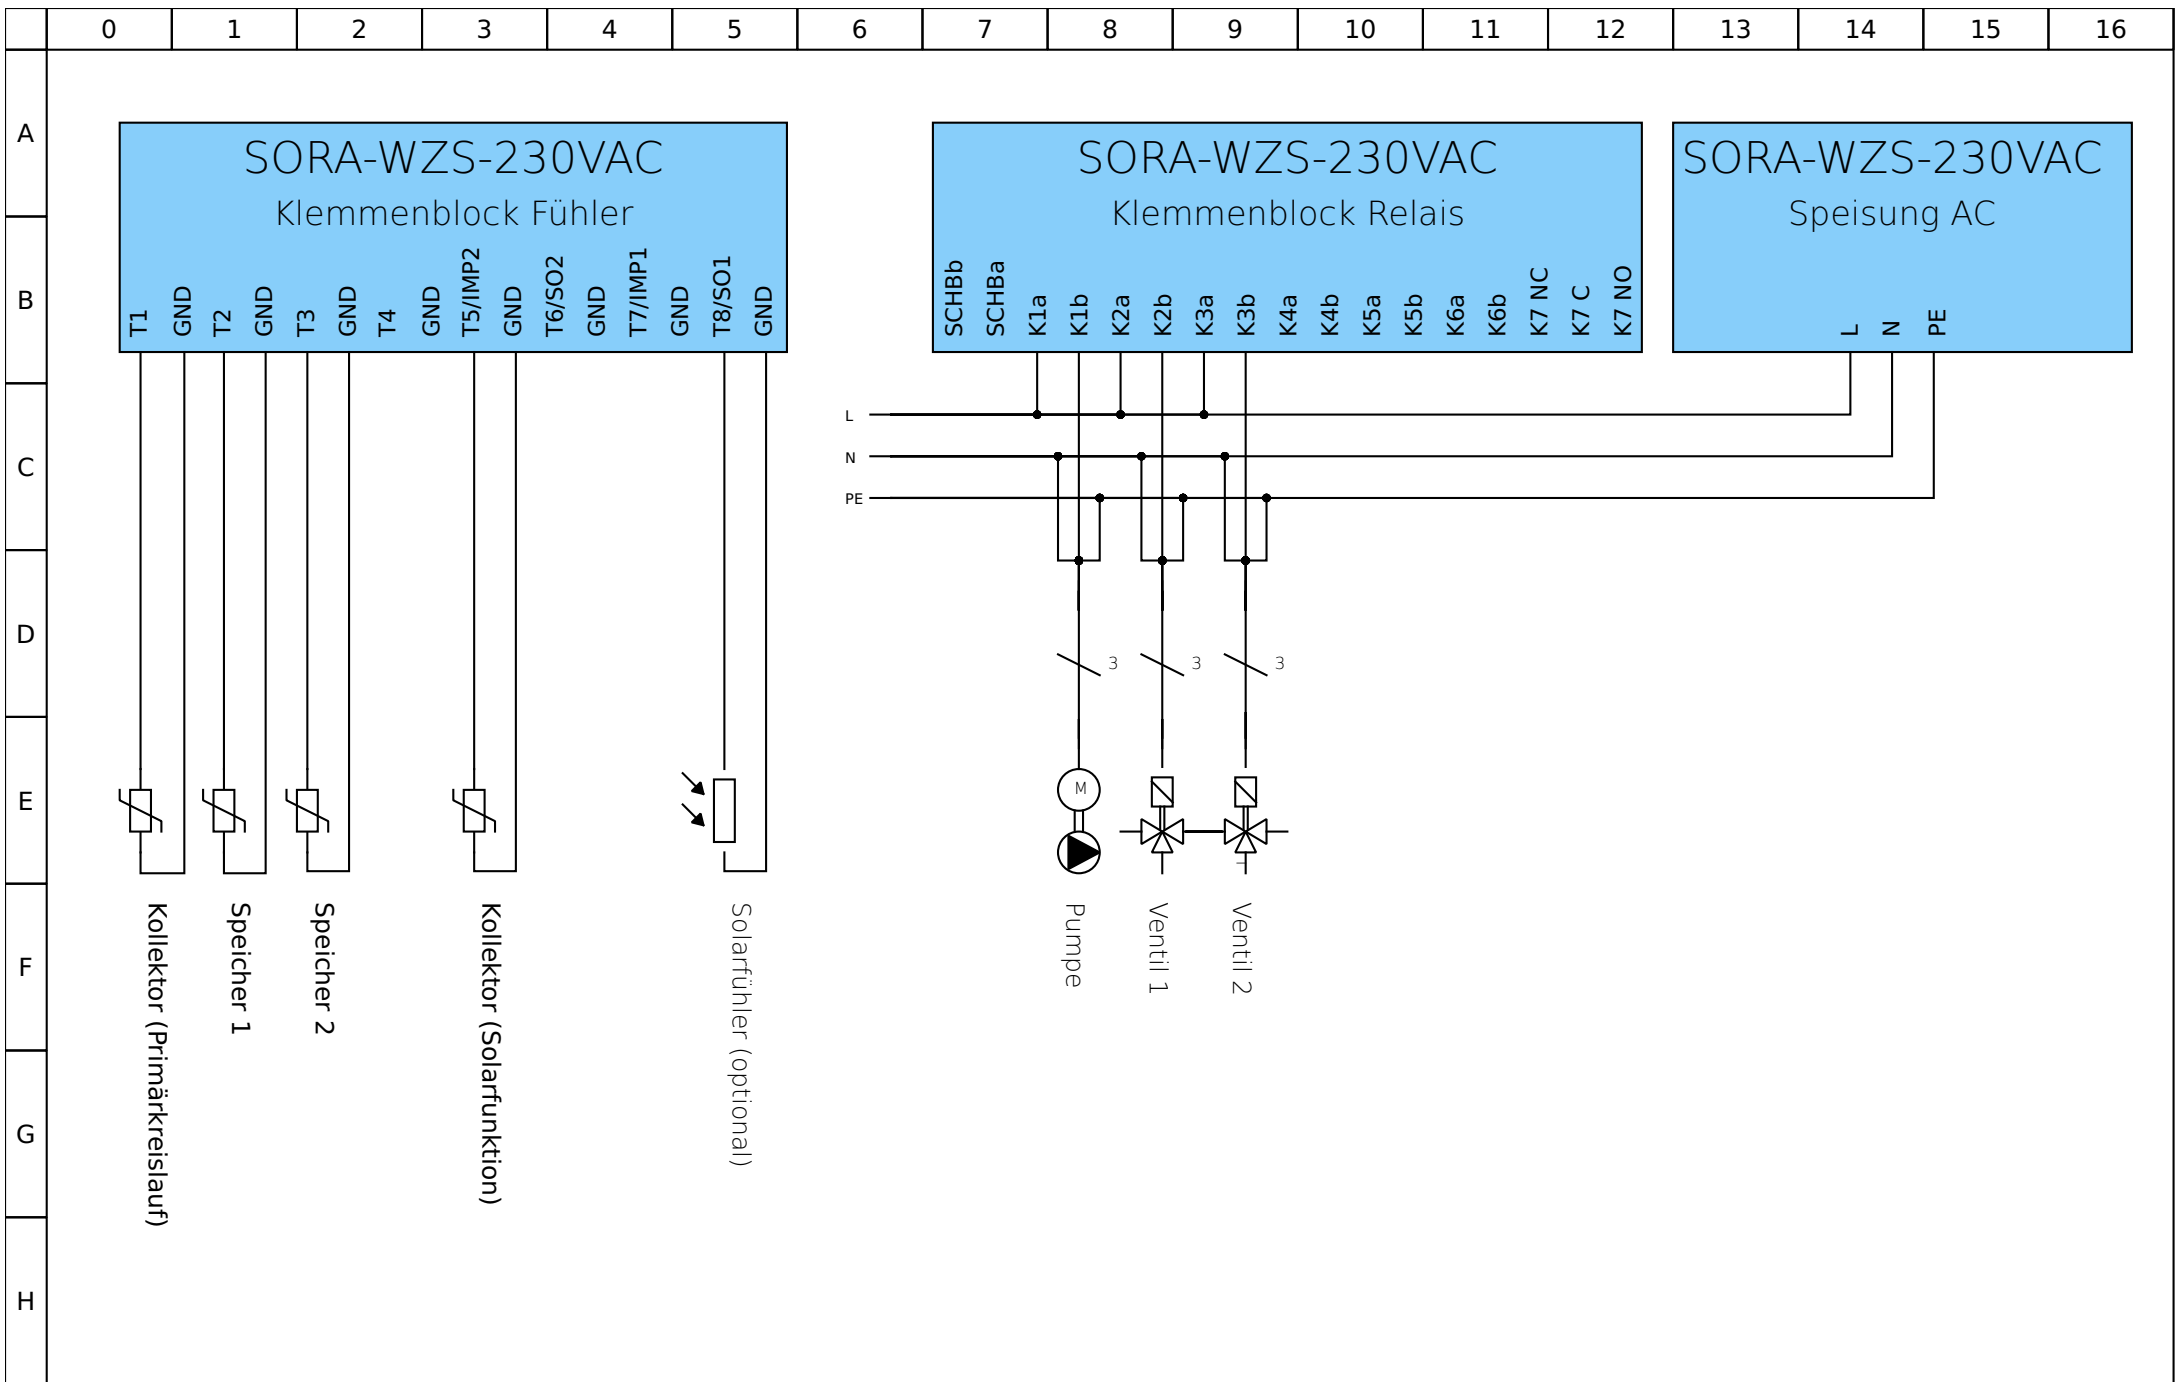 0 1 2 3 4 5 6 7 8 9 10 11 12 13 14 15 16
A
B
C
D
E
F
G
H
SORA-WZS-230VAC
Klemmenblock Fühler
T1 GND T2 GND T3 GND T4 GND T5/IMP2 GND T6/SO2 GND T7/IMP1 GND T8/SO1 GND
SORA-WZS-230VAC
Klemmenblock Relais
SCHBb SCHBa K1a K1b K2a K2b K3a K3b K4a K4b K5a K5b K6a K6b K7 NC K7 C K7 NO
SORA-WZS-230VAC
Speisung AC
L N PE
L
N
PE
3 3 3
M
T
Kollektor (Primärkreislauf)
Speicher 1
Speicher 2
Kollektor (Solarfunktion)
Solarfühler (optional)
Pumpe
Ventil 1
Ventil 2